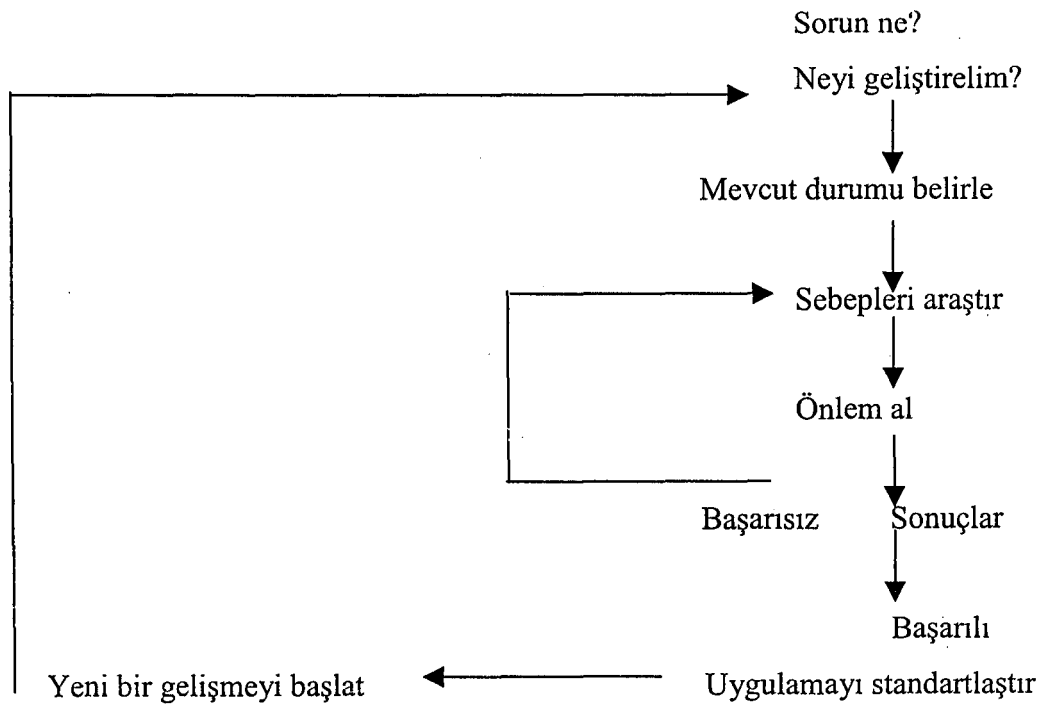 Sorun ne?
Neyi geliştirelim?
Mevcut durumu belirle
Sebepleri araştır
Önlem al
Başarısız Sonuçlar
Başarılı
Yeni bir gelişmeyi başlat Uygulamayı standartlaştır